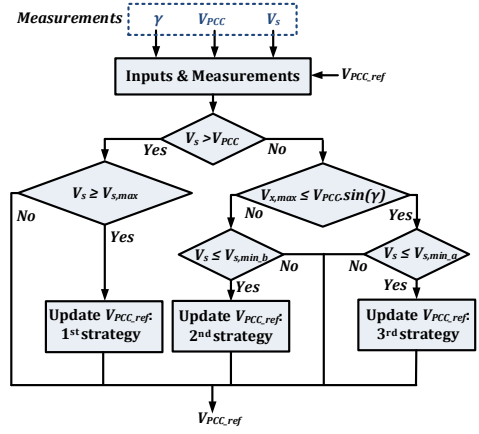 Measurements γ V_PCC V_s
Inputs & Measurements
V_PCC_ref
V_s >V_PCC
Yes
No
V_s ≥ V_s,max
No
Yes
V_x,max ≤ V_PCC.sin(γ)
No
Yes
V_s ≤ V_s,min_b
No
Yes
V_s ≤ V_s,min_a
No
Yes
Update V_PCC_ref:
1st strategy
Update V_PCC_ref:
2nd strategy
Update V_PCC_ref:
3rd strategy
V_PCC_ref